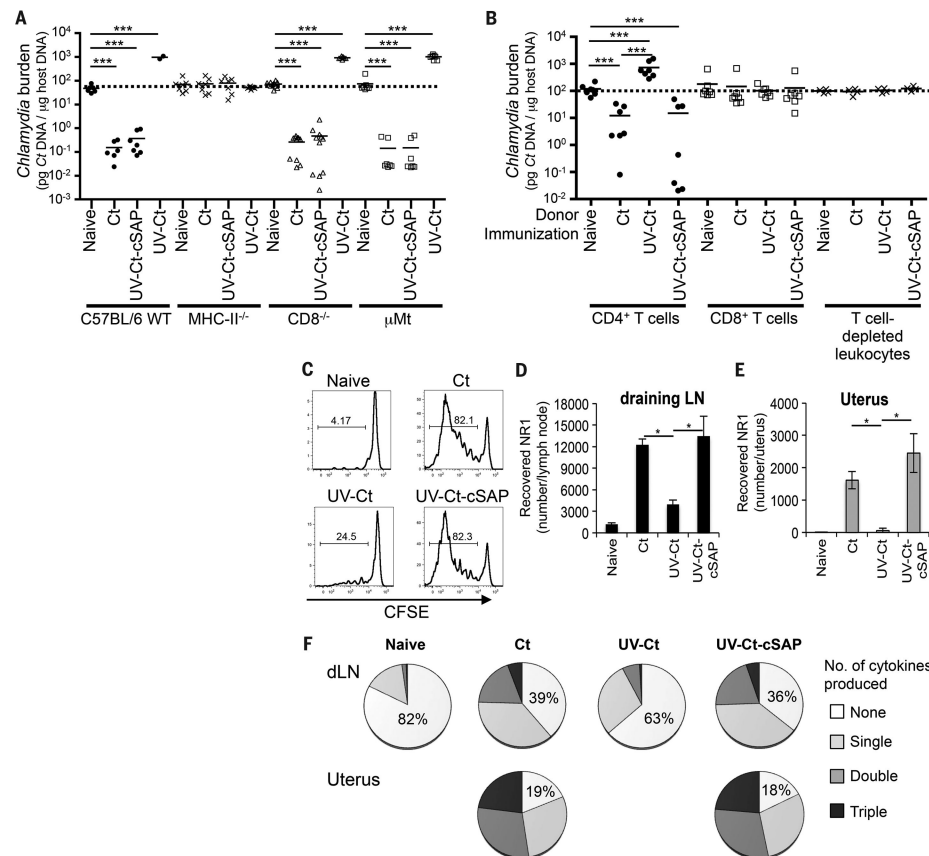 A
Chlamydia burden
(pg Ct DNA / µg host DNA)
10⁴
10³
10²
10¹
10⁰
10⁻¹
10⁻²
10⁻³
***
***
***
***
***
***
***
***
***
Naive
Ct
UV-Ct-cSAP
UV-Ct
Naive
Ct
UV-Ct-cSAP
UV-Ct
Naive
Ct
UV-Ct-cSAP
UV-Ct
Naive
Ct
UV-Ct-cSAP
UV-Ct
C57BL/6 WT
MHC-II⁻/⁻
CD8⁻/⁻
µMt
B
Chlamydia burden
(pg Ct DNA / µg host DNA)
10⁴
10³
10²
10¹
10⁰
10⁻¹
10⁻²
***
***
***
***
Donor
Immunization
Naive
Ct
UV-Ct
UV-Ct-cSAP
Naive
Ct
UV-Ct
UV-Ct-cSAP
Naive
Ct
UV-Ct
UV-Ct-cSAP
CD4⁺ T cells
CD8⁺ T cells
T cell-
depleted
leukocytes
C
Naive
4.17
Ct
82.1
UV-Ct
24.5
UV-Ct-cSAP
82.3
CFSE
D
draining LN
Recovered NR1
(number/lymph node)
18000
15000
12000
9000
6000
3000
0
*
*
Naive
Ct
UV-Ct
UV-Ct-
cSAP
E
Uterus
Recovered NR1
(number/uterus)
4000
3000
2000
1000
0
*
*
Naive
Ct
UV-Ct
UV-Ct-
cSAP
F
Naive
Ct
UV-Ct
UV-Ct-cSAP
dLN
82%
39%
63%
36%
Uterus
19%
18%
No. of cytokines
produced
None
Single
Double
Triple